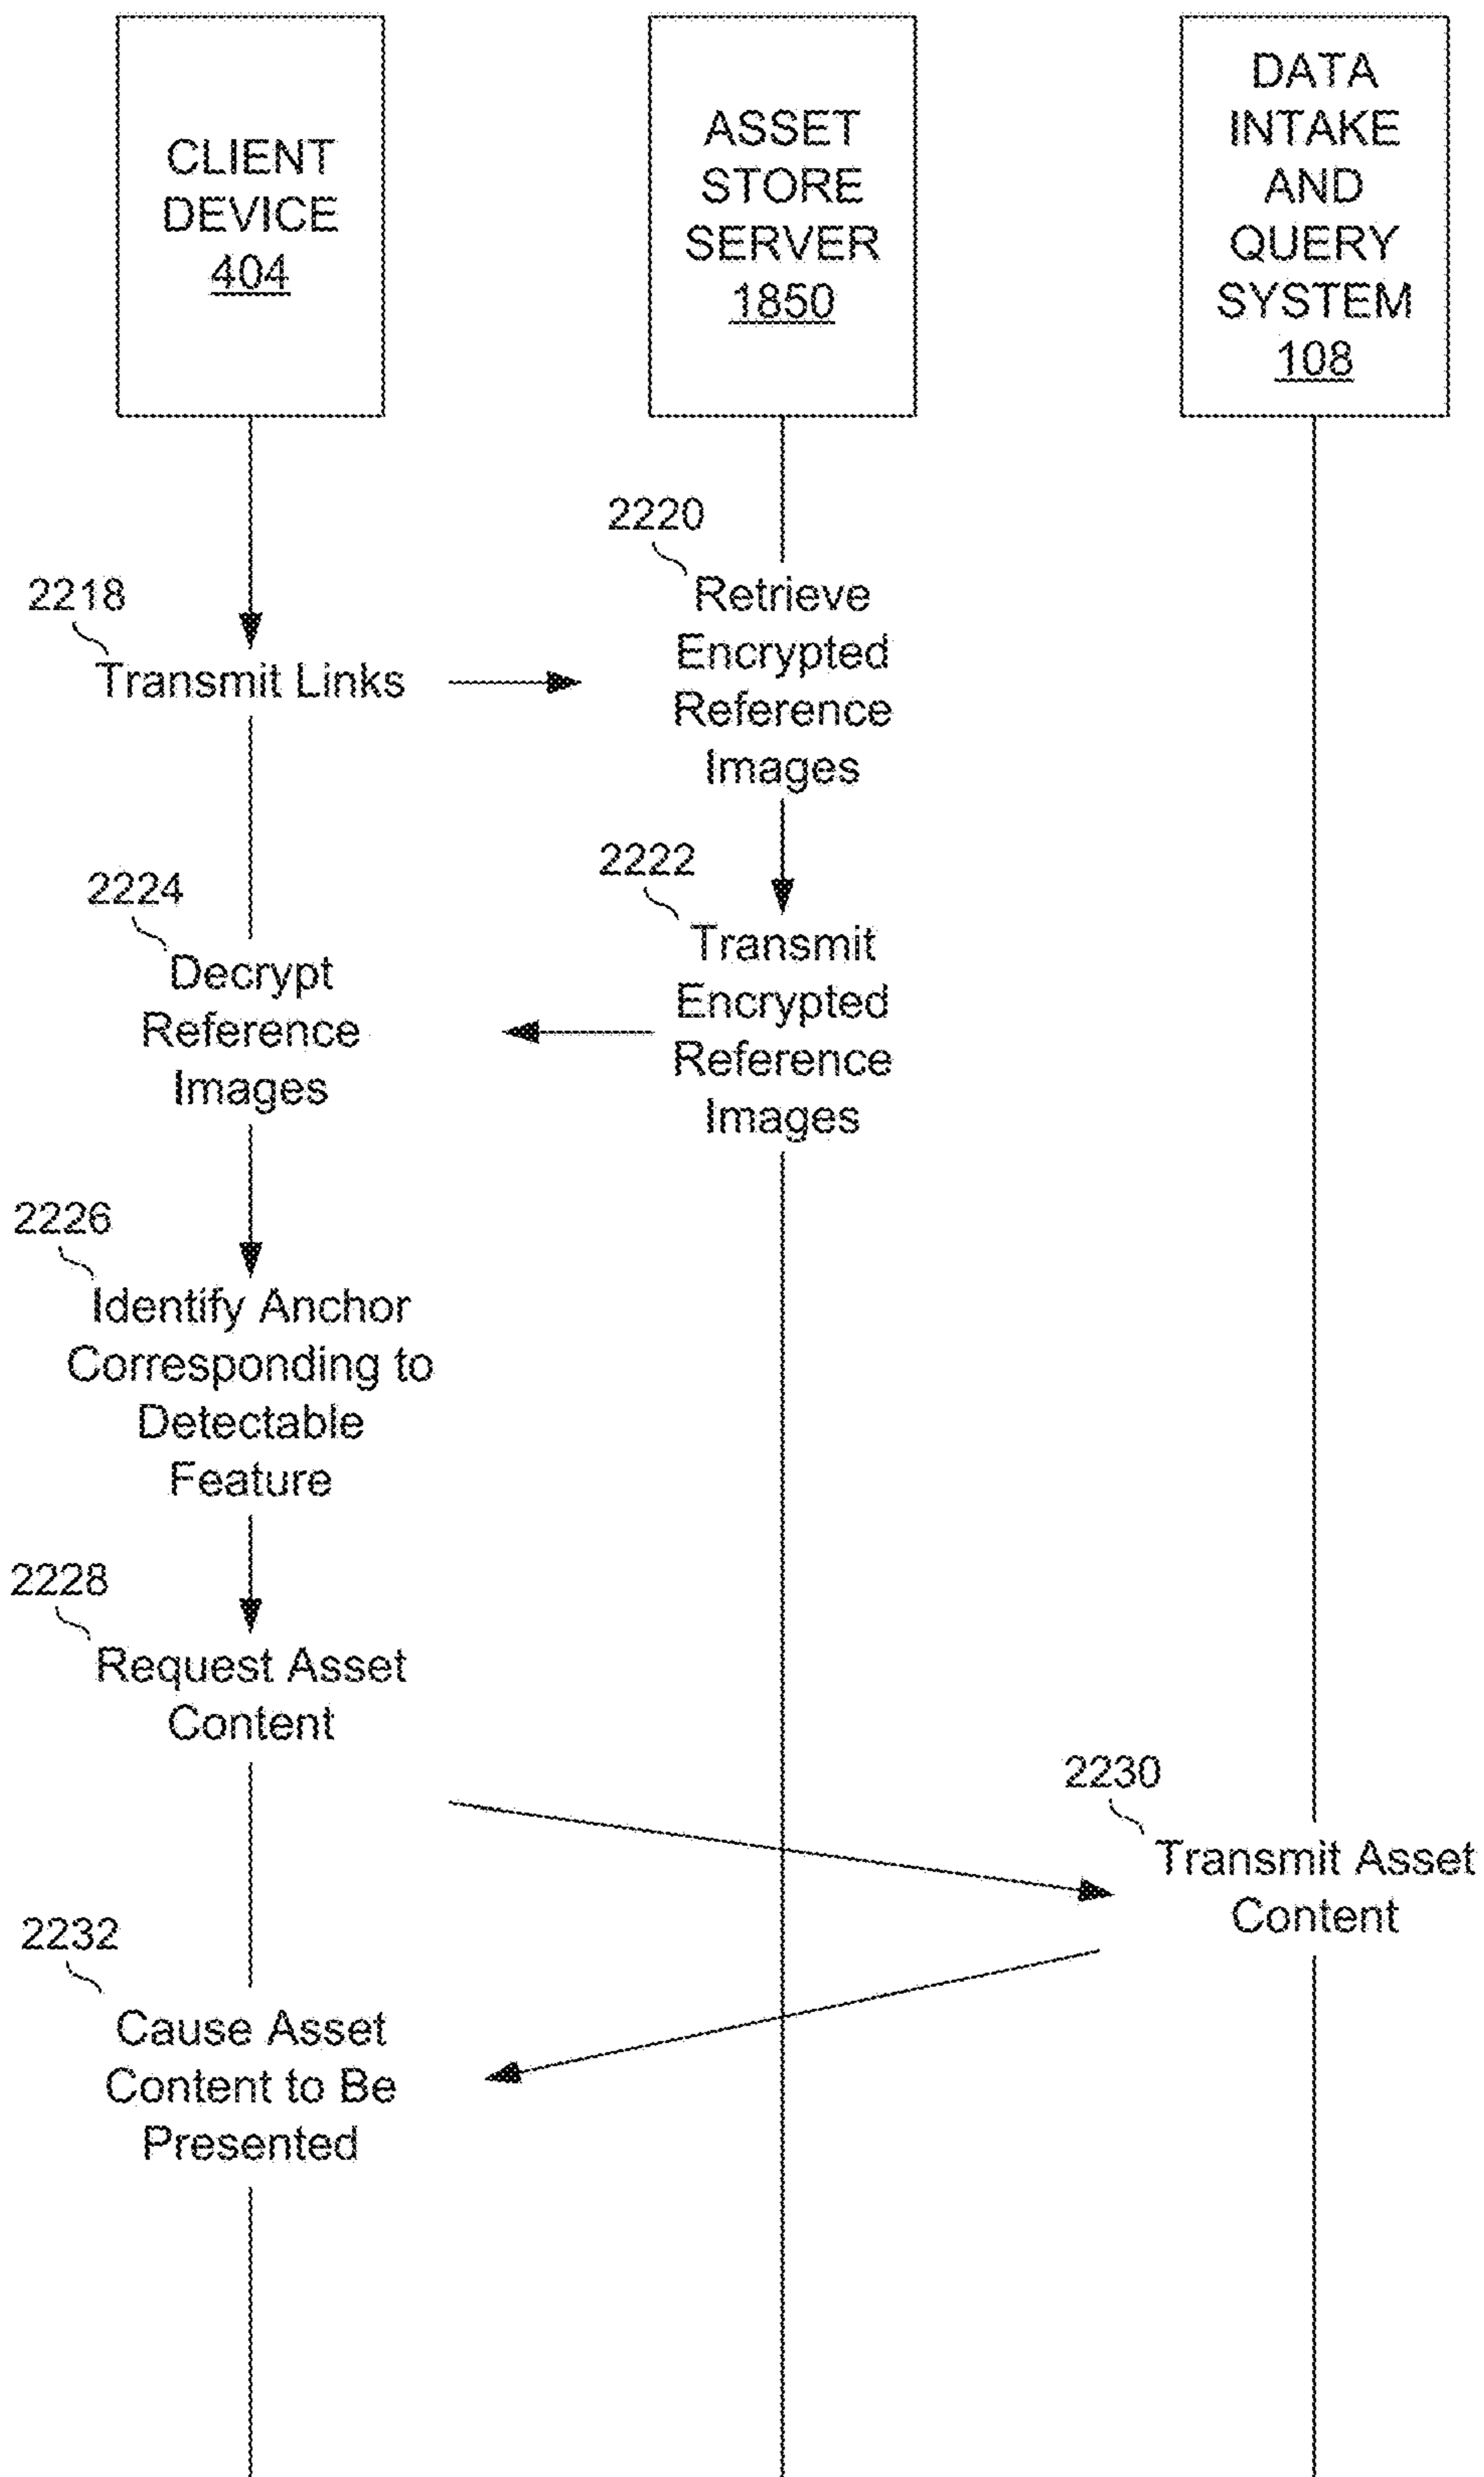 CLIENT
DEVICE
404
ASSET
STORE
SERVER
1850
DATA
INTAKE
AND
QUERY
SYSTEM
108
2218
Transmit Links
2220
Retrieve
Encrypted
Reference
Images
2222
Transmit
Encrypted
Reference
Images
2224
Decrypt
Reference
Images
2226
Identify Anchor
Corresponding to
Detectable
Feature
2228
Request Asset
Content
2230
Transmit Asset
Content
2232
Cause Asset
Content to Be
Presented